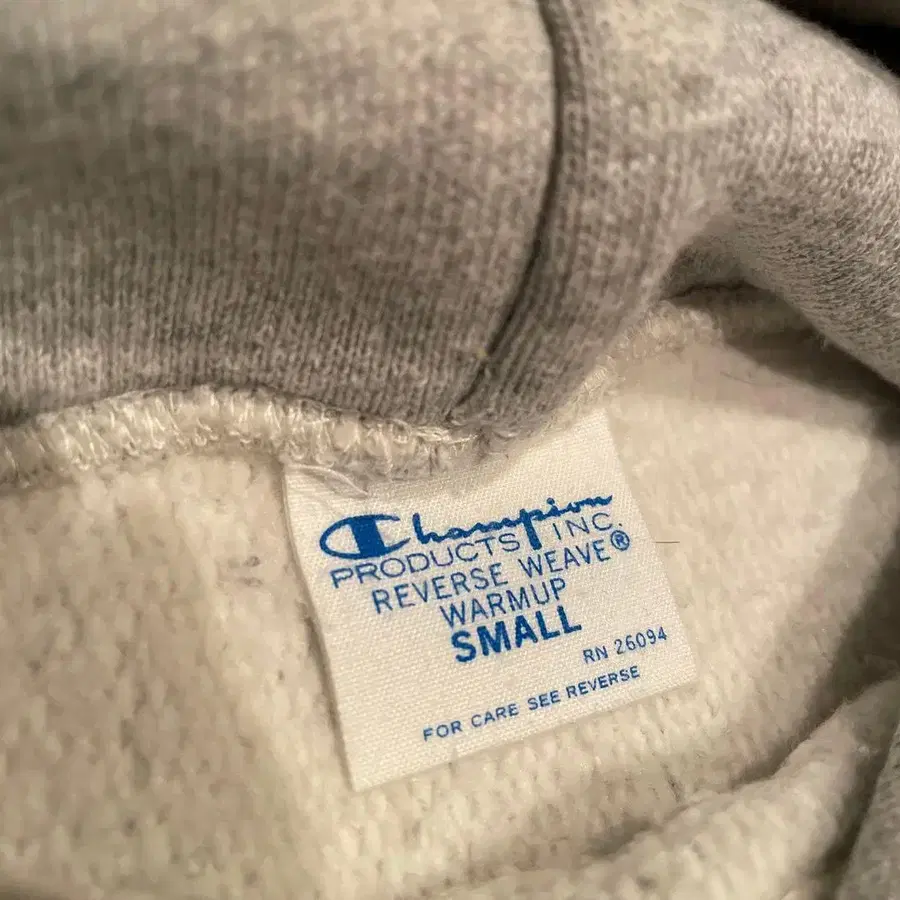 Champion
PRODUCTS INC.
REVERSE WEAVE®
WARMUP
SMALL
RN 26094
FOR CARE SEE REVERSE